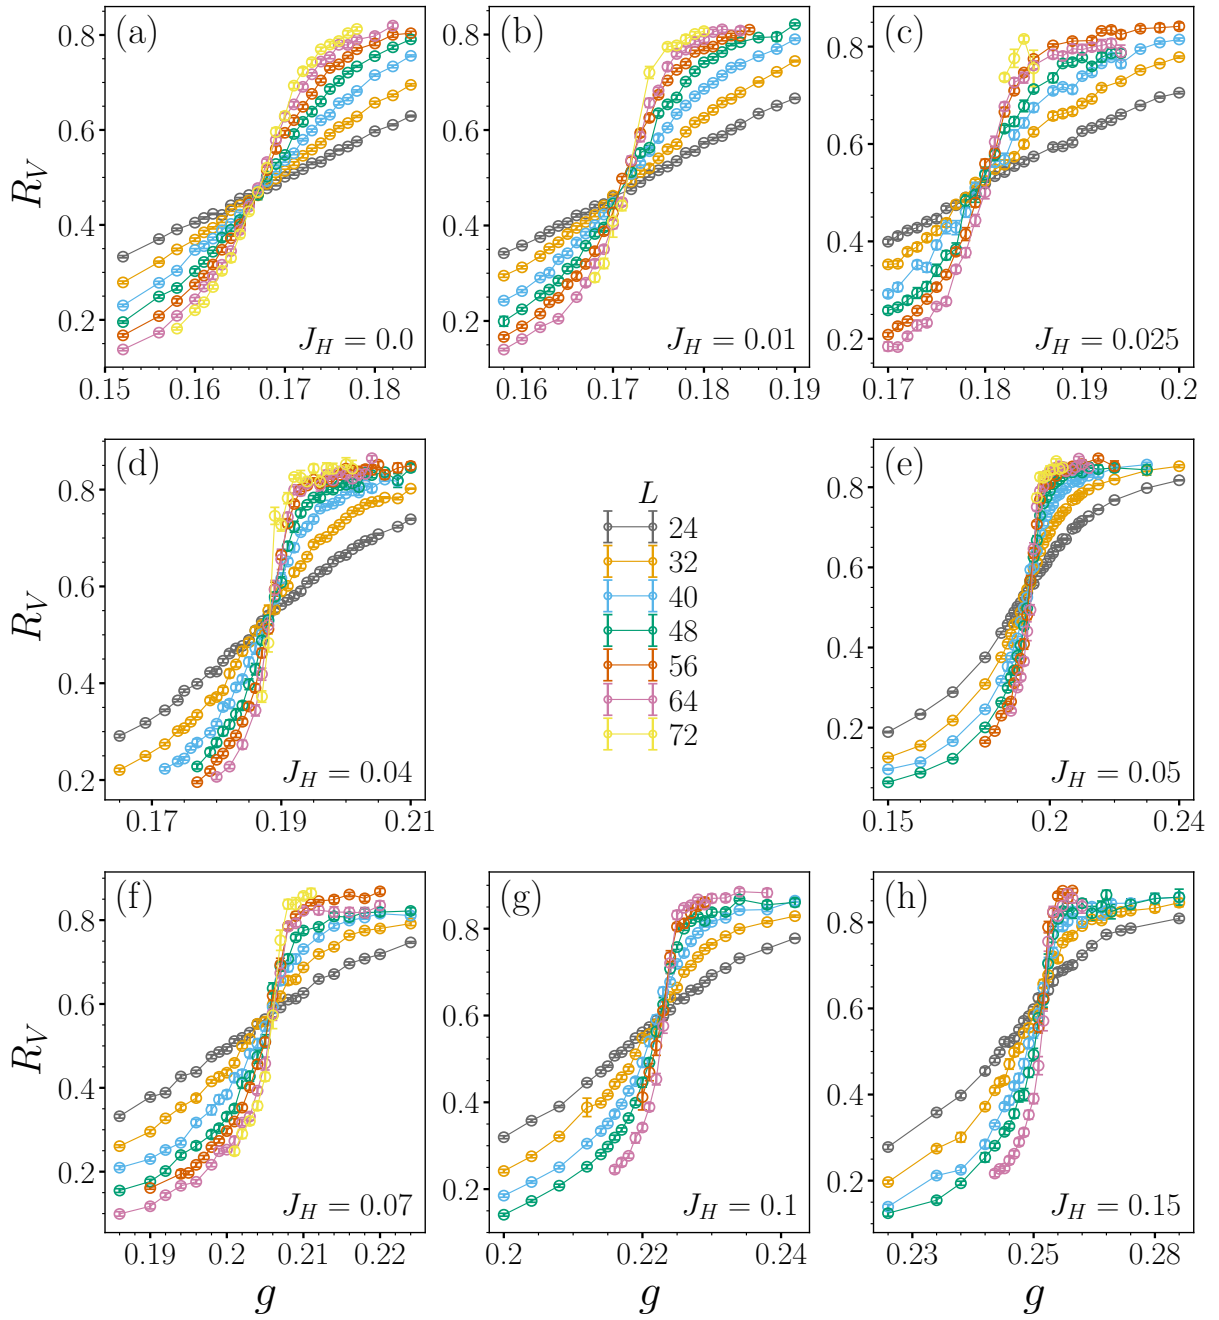 (a)
(b)
(c)
0.8
0.6
0.4
0.2
R_V
J_H = 0.0
0.15 0.16 0.17 0.18
0.8
0.6
0.4
0.2
J_H = 0.01
0.16 0.17 0.18 0.19
0.8
0.6
0.4
0.2
J_H = 0.025
0.17 0.18 0.19 0.2
(d)
0.8
0.6
0.4
0.2
R_V
J_H = 0.04
0.17 0.19 0.21
L
24
32
40
48
56
64
72
(e)
0.8
0.6
0.4
0.2
J_H = 0.05
0.15 0.2 0.24
(f)
0.8
0.6
0.4
0.2
R_V
J_H = 0.07
0.19 0.20 0.21 0.22
g
(g)
0.8
0.6
0.4
0.2
J_H = 0.1
0.2 0.22 0.24
g
(h)
0.8
0.6
0.4
0.2
J_H = 0.15
0.23 0.25 0.28
g